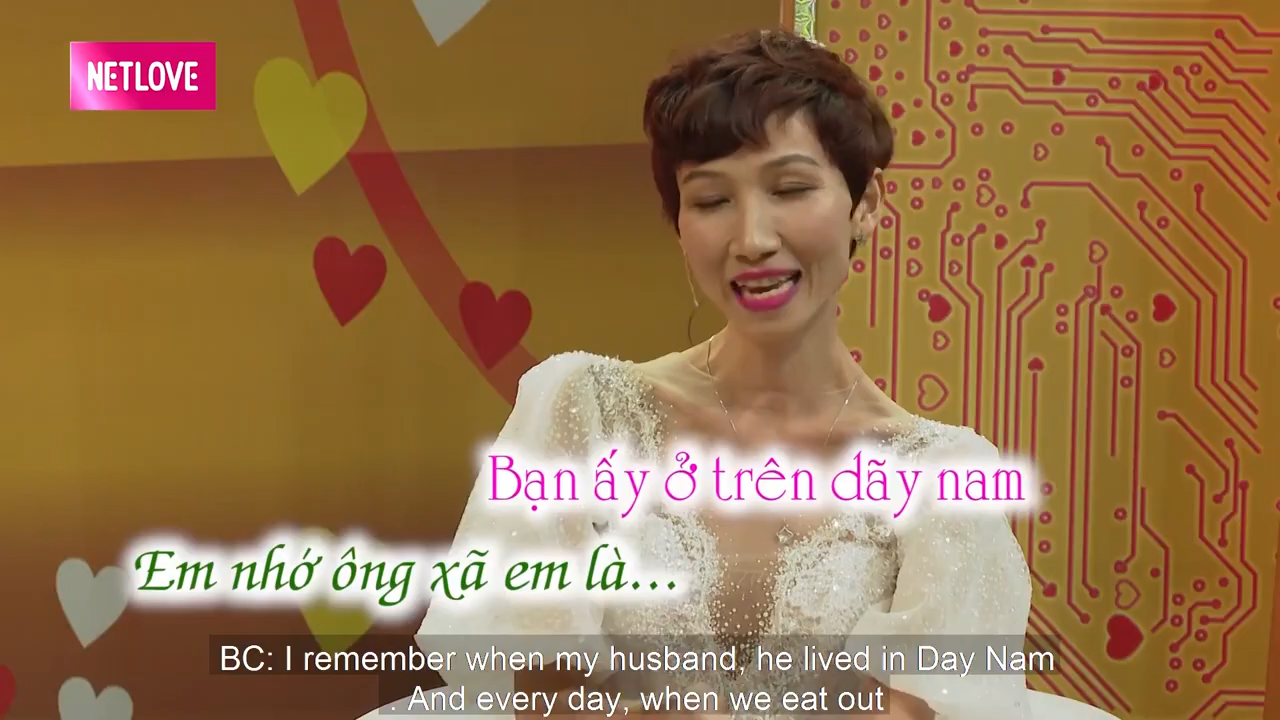 NETLOVE
Bạn ấy ở trên dãy nam
Em nhớ ông xã em là...
BC: I remember when my husband, he lived in Day Nam
. And every day, when we eat out